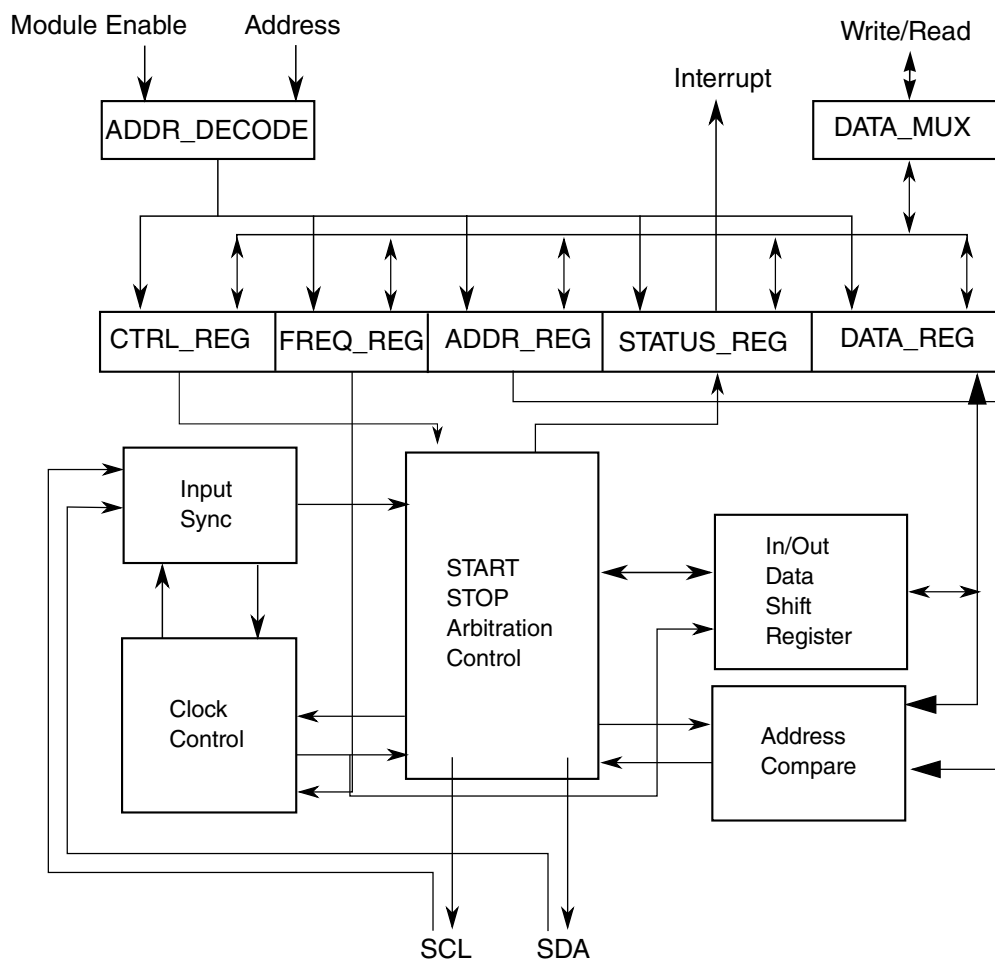 Module Enable
Address
Write/Read
Interrupt
ADDR_DECODE
DATA_MUX
CTRL_REG
FREQ_REG
ADDR_REG
STATUS_REG
DATA_REG
Input
Sync
START
STOP
Arbitration
Control
In/Out
Data
Shift
Register
Clock
Control
Address
Compare
SCL
SDA